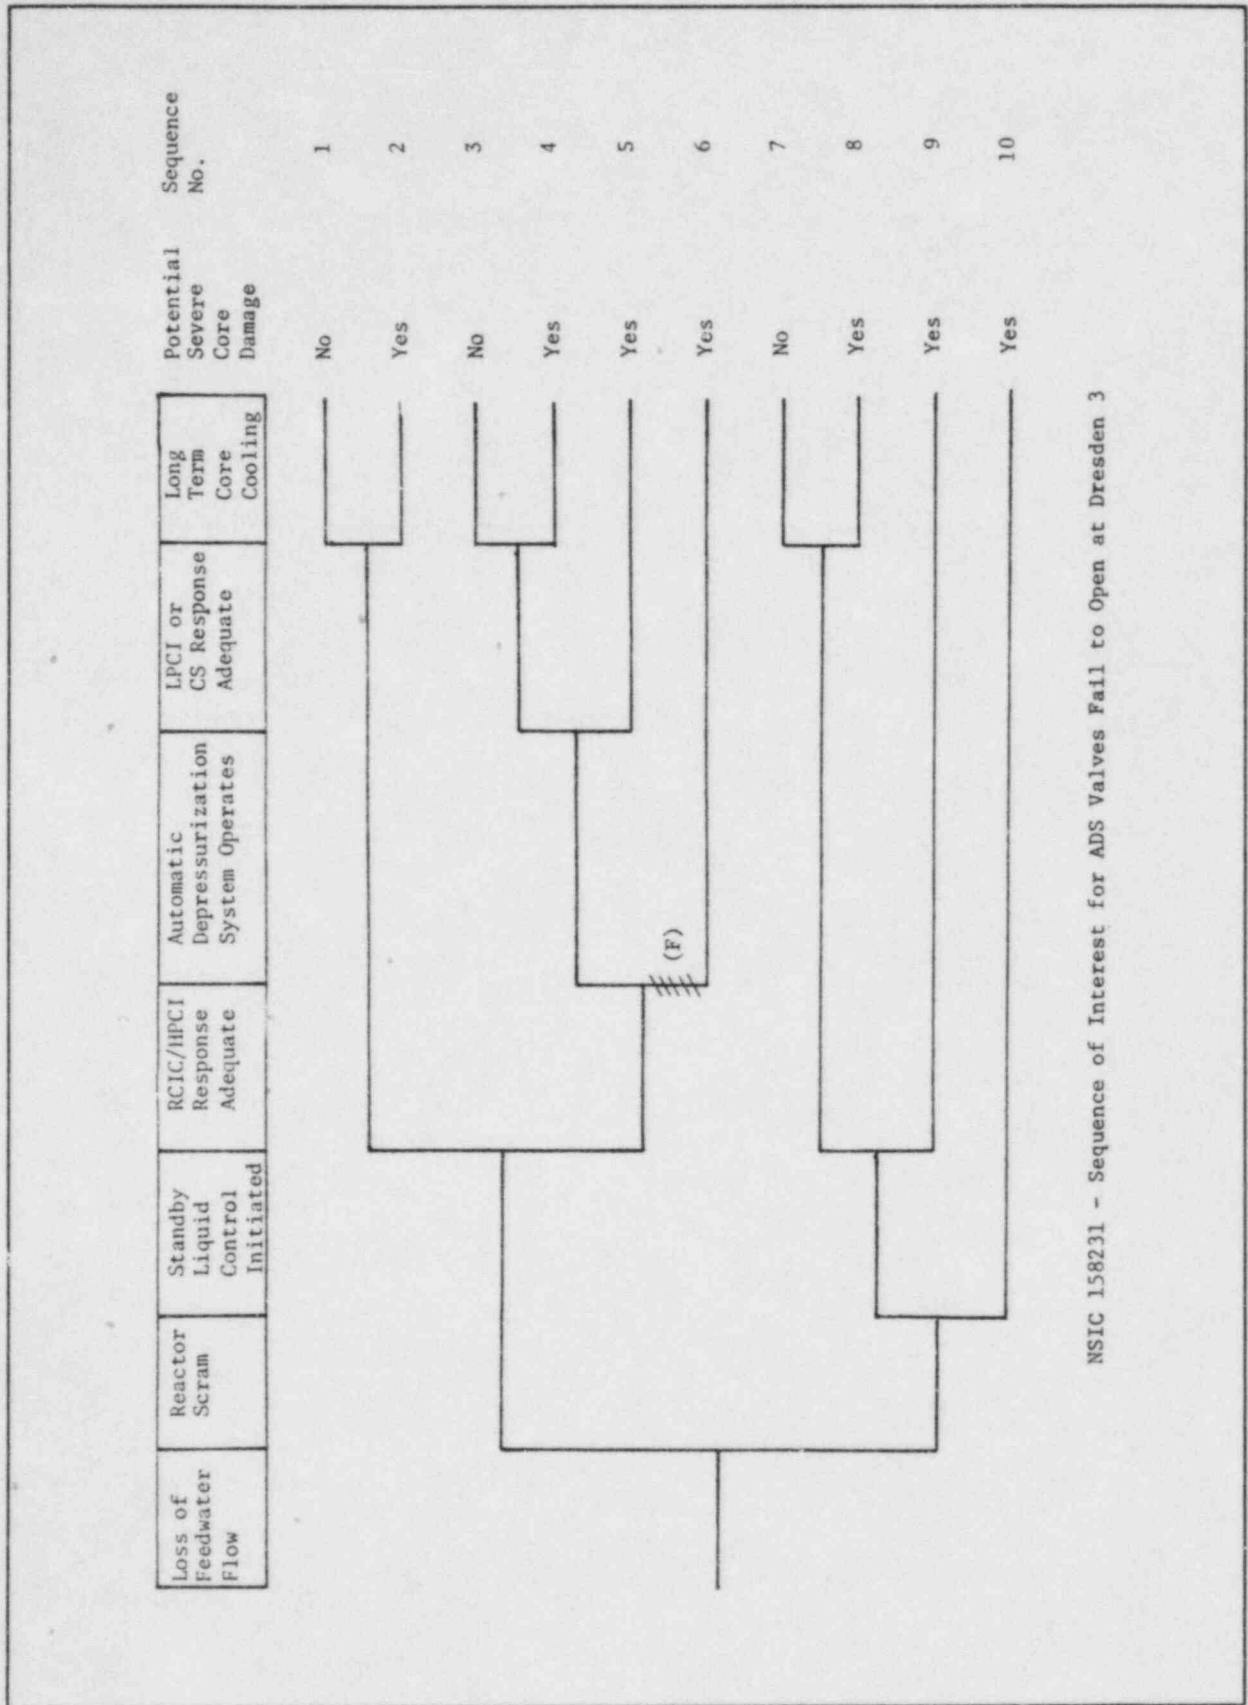 Loss of
Feedwater
Flow
Reactor
Scram
Standby
Liquid
Control
Initiated
RCIC/HPCI
Response
Adequate
Automatic
Depressurization
System Operates
LPCI or
CS Response
Adequate
Long
Term
Core
Cooling
Potential
Severe
Core
Damage
Sequence
No.
No 1
Yes 2
No 3
Yes 4
Yes 5
Yes 6
No 7
Yes 8
Yes 9
Yes 10
(F)
NSIC 158231 - Sequence of Interest for ADS Valves Fail to Open at Dresden 3